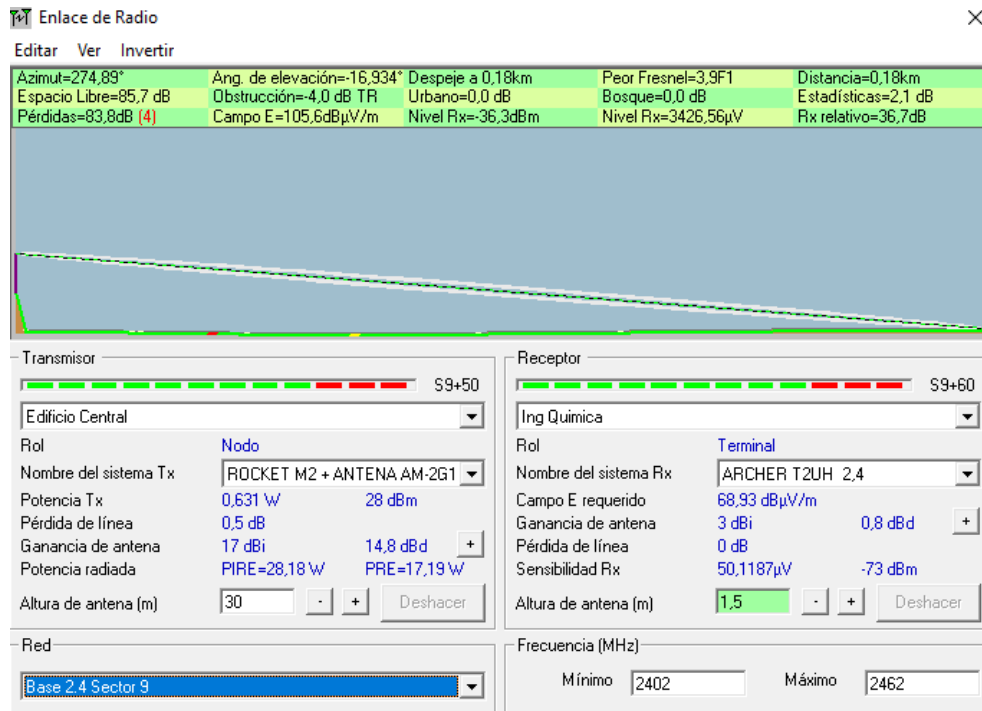 Enlace de Radio
Editar Ver Invertir
Azimut=274,89° Ang. de elevación=-16,934° Despeje a 0,18km Peor Fresnel=3,9F1 Distancia=0,18km
Espacio Libre=85,7 dB Obstrucción=-4,0 dB TR Urbano=0,0 dB Bosque=0,0 dB Estadísticas=2,1 dB
Pérdidas=83,8dB (4) Campo E=105,6dBµV/m Nivel Rx=-36,3dBm Nivel Rx=3426,56µV Rx relativo=36,7dB
Transmisor
S9+50
Edificio Central
Rol Nodo
Nombre del sistema Tx ROCKET M2 + ANTENA AM-2G1
Potencia Tx 0,631 W 28 dBm
Pérdida de línea 0,5 dB
Ganancia de antena 17 dBi 14,8 dBd +
Potencia radiada PIRE=28,18 W PRE=17,19 W
Altura de antena (m) 30 - + Deshacer
Red
Base 2.4 Sector 9
Receptor
S9+60
Ing Quimica
Rol Terminal
Nombre del sistema Rx ARCHER T2UH 2,4
Campo E requerido 68,93 dBµV/m
Ganancia de antena 3 dBi 0,8 dBd +
Pérdida de línea 0 dB
Sensibilidad Rx 50,1187µV -73 dBm
Altura de antena (m) 1,5 - + Deshacer
Frecuencia (MHz)
Mínimo 2402 Máximo 2462